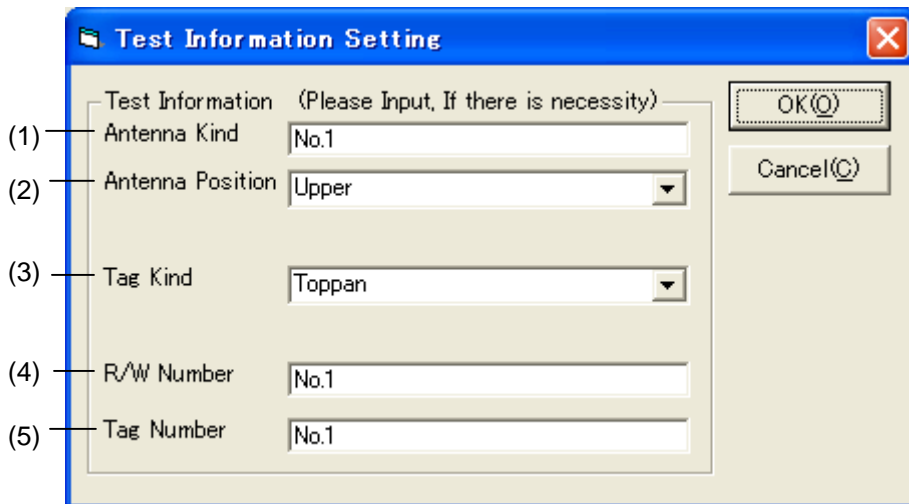 Test Information Setting
Test Information (Please Input, If there is necessity)
OK(O)
(1) Antenna Kind No.1
Cancel(C)
(2) Antenna Position Upper
(3) Tag Kind Toppan
(4) R/W Number No.1
(5) Tag Number No.1